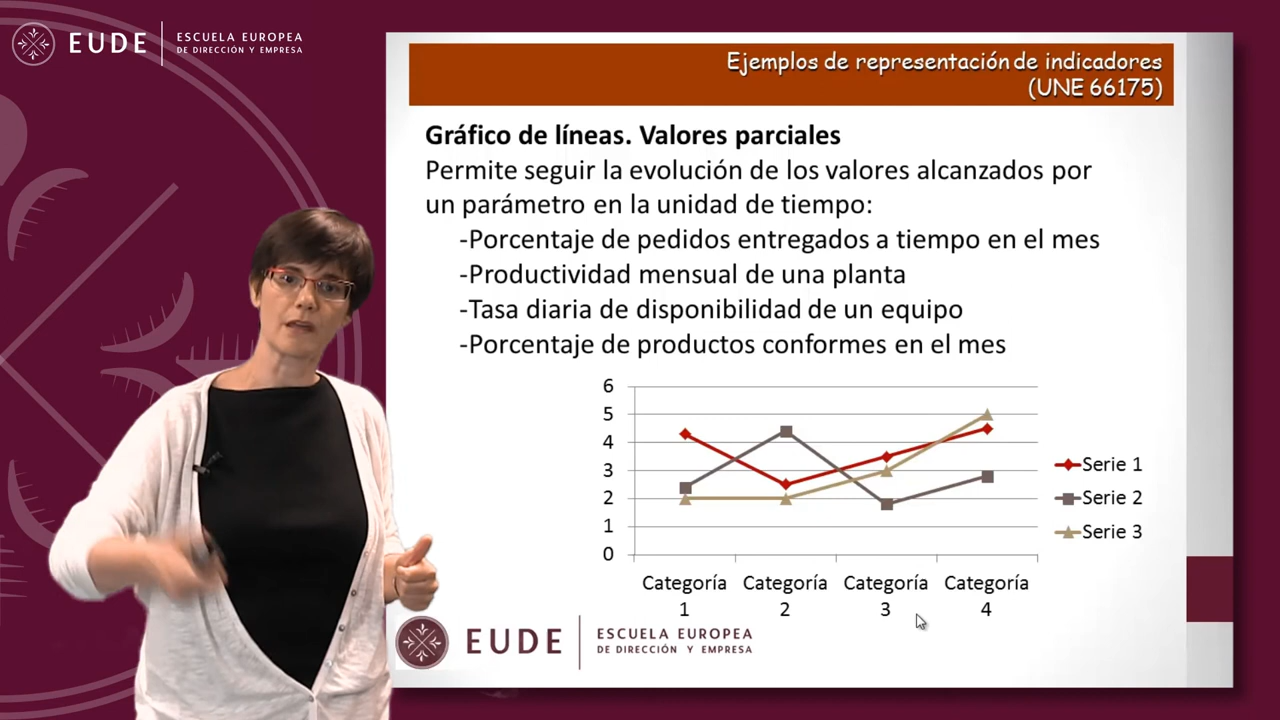 EUDE
ESCUELA EUROPEA
DE DIRECCIÓN Y EMPRESA
Ejemplos de representación de indicadores
(UNE 66175)
Gráfico de líneas. Valores parciales
Permite seguir la evolución de los valores alcanzados por
un parámetro en la unidad de tiempo:
-Porcentaje de pedidos entregados a tiempo en el mes
-Productividad mensual de una planta
-Tasa diaria de disponibilidad de un equipo
-Porcentaje de productos conformes en el mes
6
5
4
3
2
1
0
Serie 1
Serie 2
Serie 3
Categoría Categoría Categoría Categoría
1 2 3 4
EUDE
ESCUELA EUROPEA
DE DIRECCIÓN Y EMPRESA